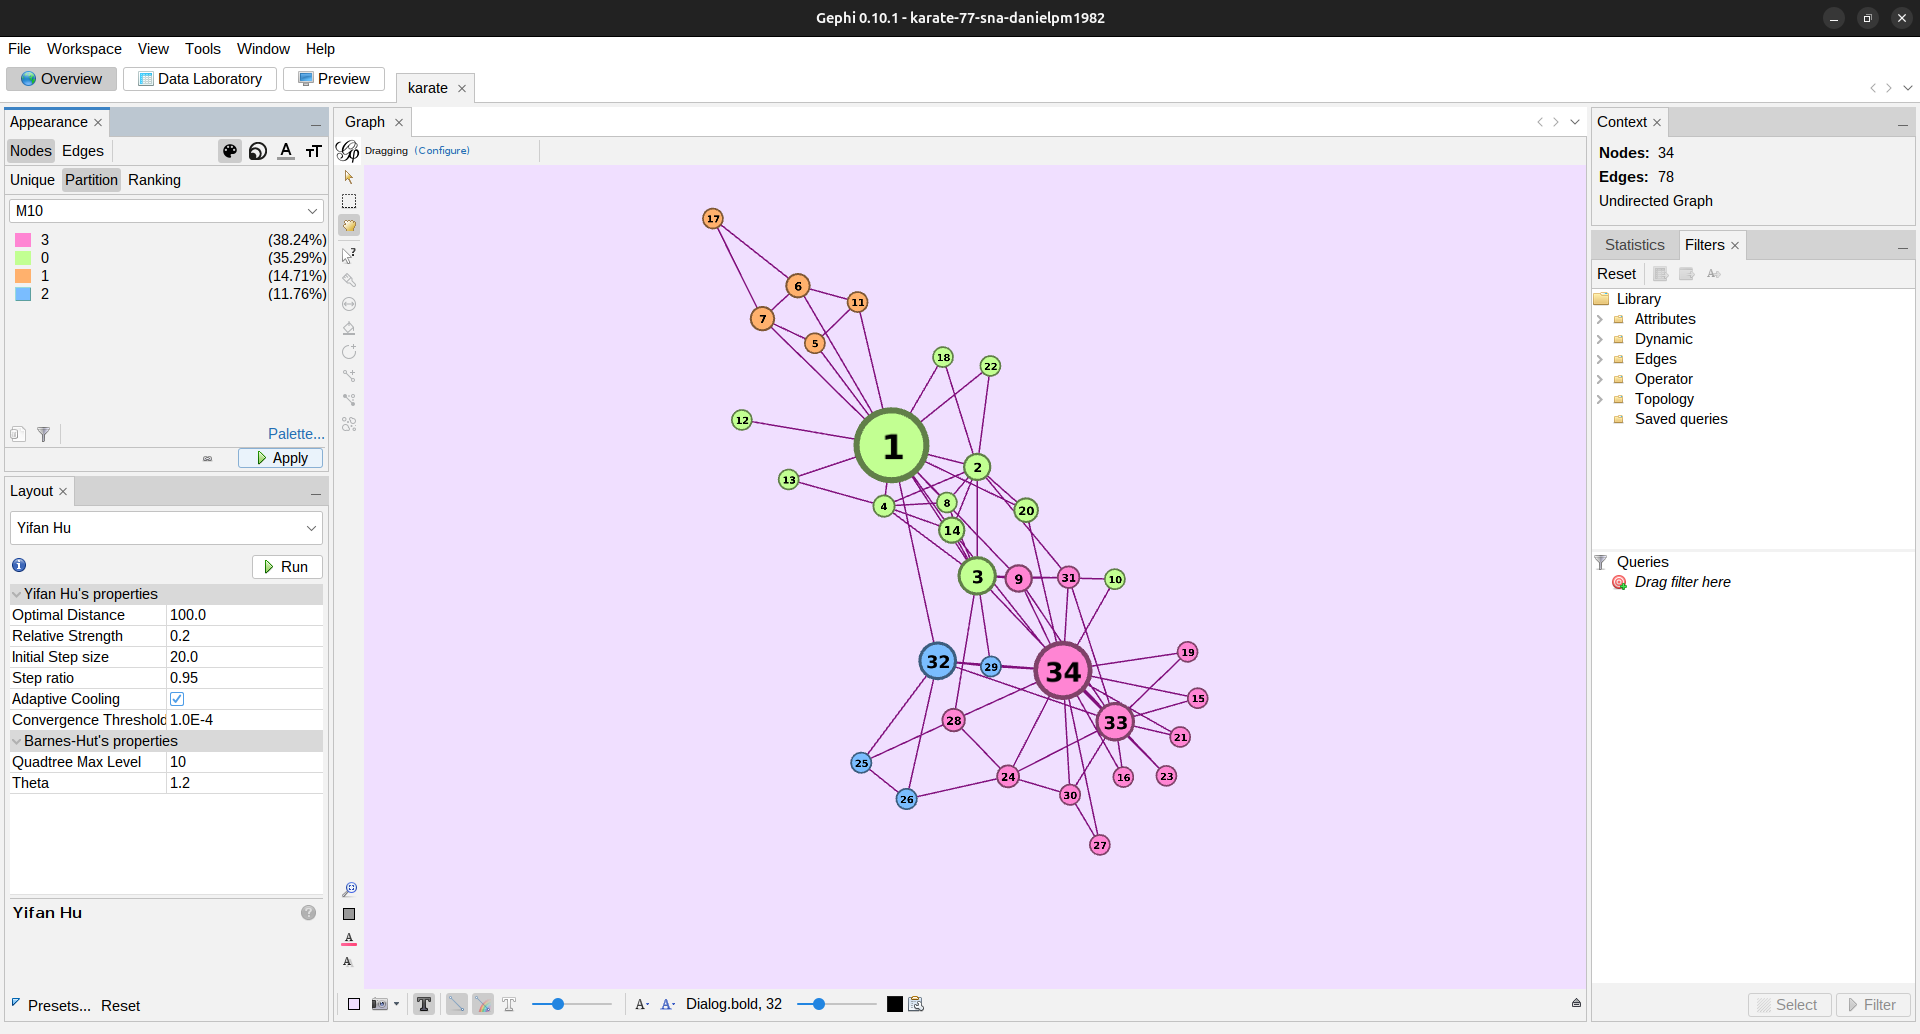 Gephi 0.10.1 - karate-77-sna-danielpm1982
File Workspace View Tools Window Help
Overview Data Laboratory Preview
karate
Appearance
Nodes Edges
Unique Partition Ranking
M10
3 (38.24%)
0 (35.29%)
1 (14.71%)
2 (11.76%)
Palette...
Apply
Layout
Yifan Hu
Run
Yifan Hu's properties
Optimal Distance 100.0
Relative Strength 0.2
Initial Step size 20.0
Step ratio 0.95
Adaptive Cooling
Convergence Threshold 1.0E-4
Barnes-Hut's properties
Quadtree Max Level 10
Theta 1.2
Yifan Hu
Presets... Reset
Graph
Dragging (Configure)
17
6
11
7
5
18
22
12
1
2
13
4
8
20
14
3
9
31
10
32
29
34
19
15
28
33
21
25
24
16
23
26
30
27
Dialog.bold, 32
Context
Nodes: 34
Edges: 78
Undirected Graph
Statistics Filters
Reset
Library
Attributes
Dynamic
Edges
Operator
Topology
Saved queries
Queries
Drag filter here
Select Filter